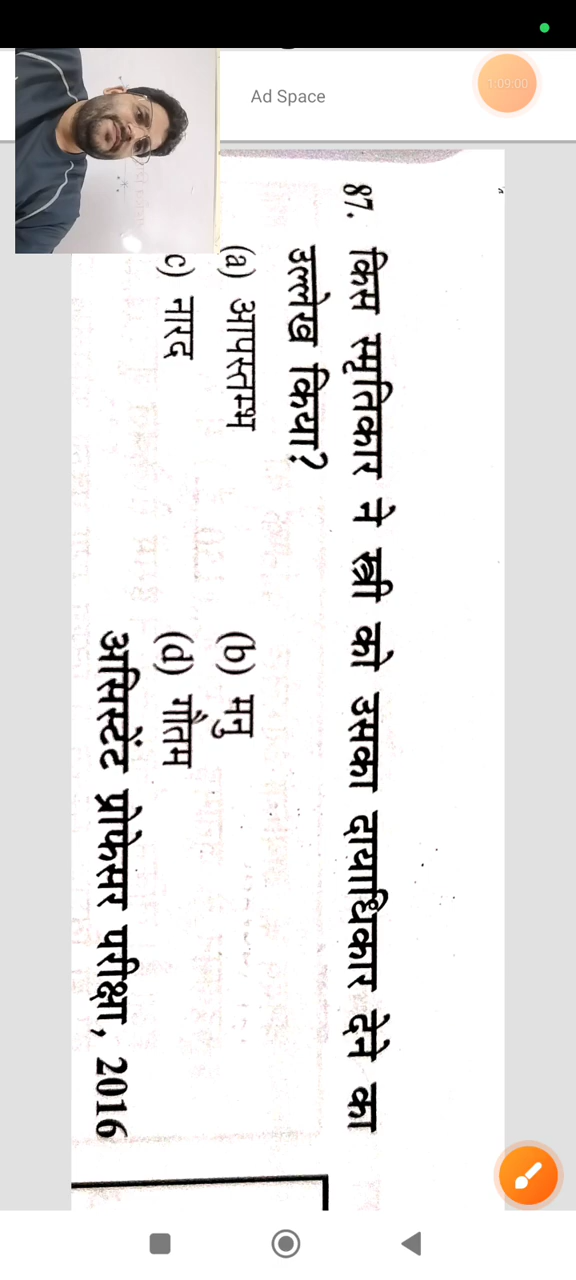 Ad Space
1:09:00
87. किस स्मृतिकार ने स्त्री को उसका दायाधिकार देने का
उल्लेख किया?
(a) आपस्तम्भ (b) मनु
c) नारद (d) गौतम
असिस्टेंट प्रोफेसर परीक्षा, 2016